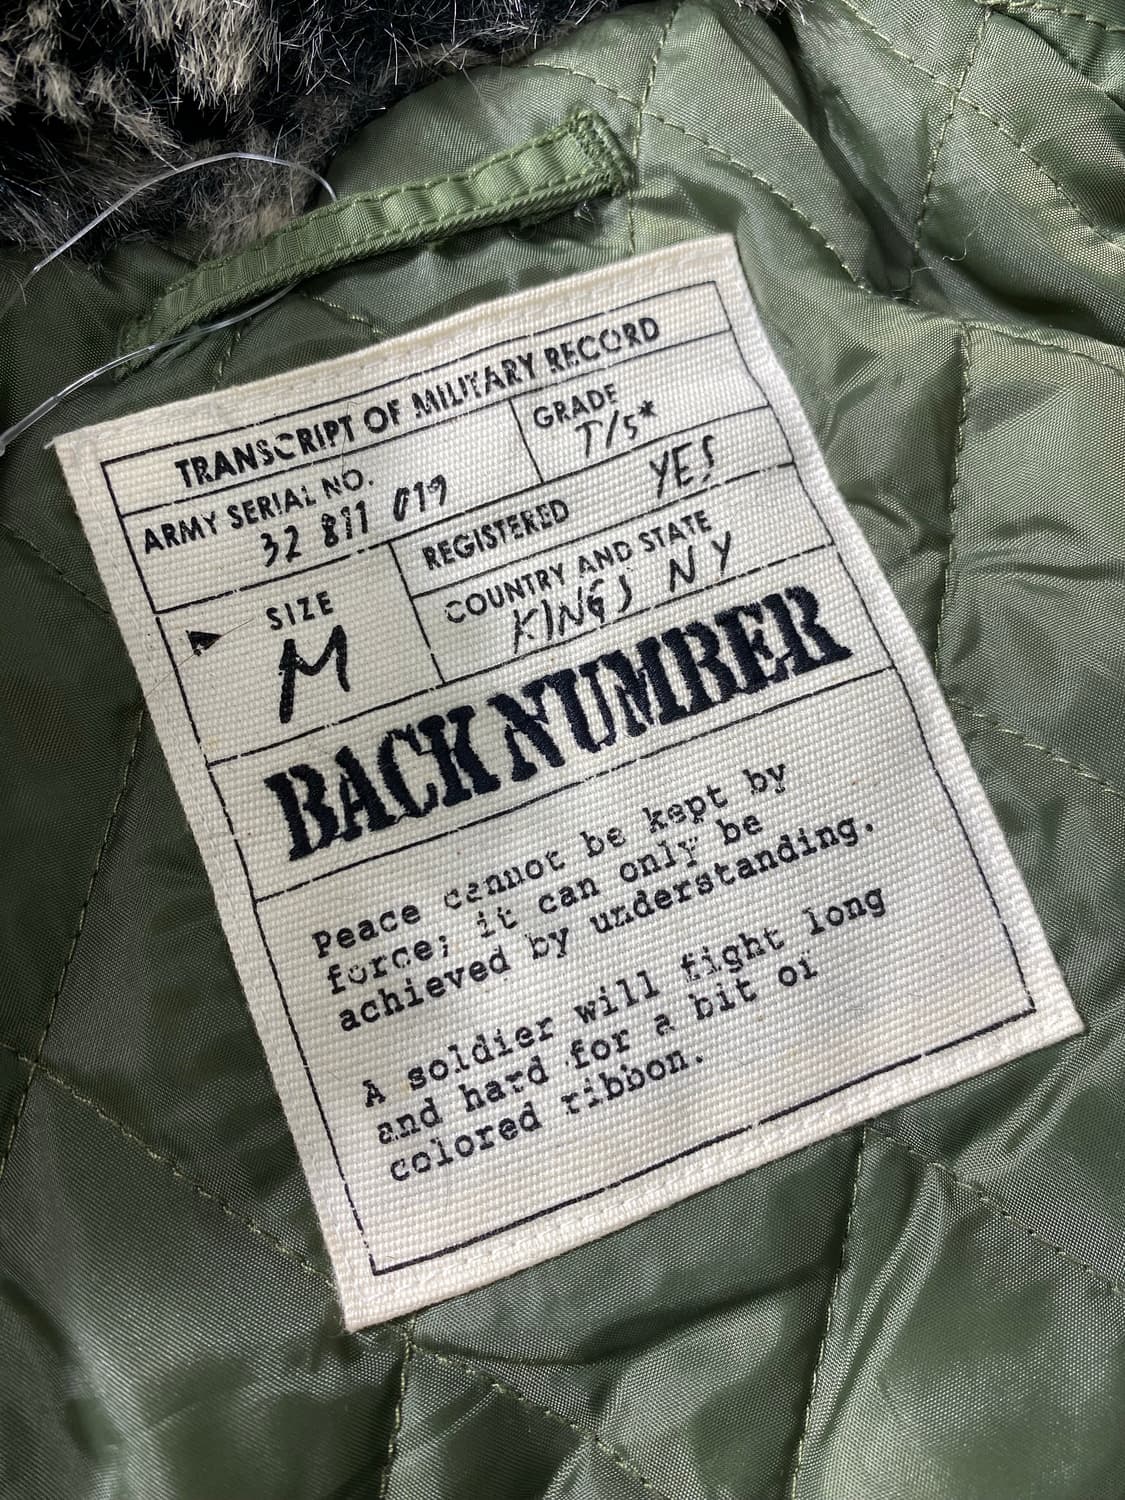 TRANSCRIPT OF MILITARY RECORD
ARMY SERIAL NO.
32 811 019
GRADE
T/5*
REGISTERED YES
SIZE
M
COUNTRY AND STATE
KINGS NY
BACK NUMBER
Peace cannot be kept by
force; it can only be
achieved by understanding.
A soldier will fight long
and hard for a bit of
colored ribbon.